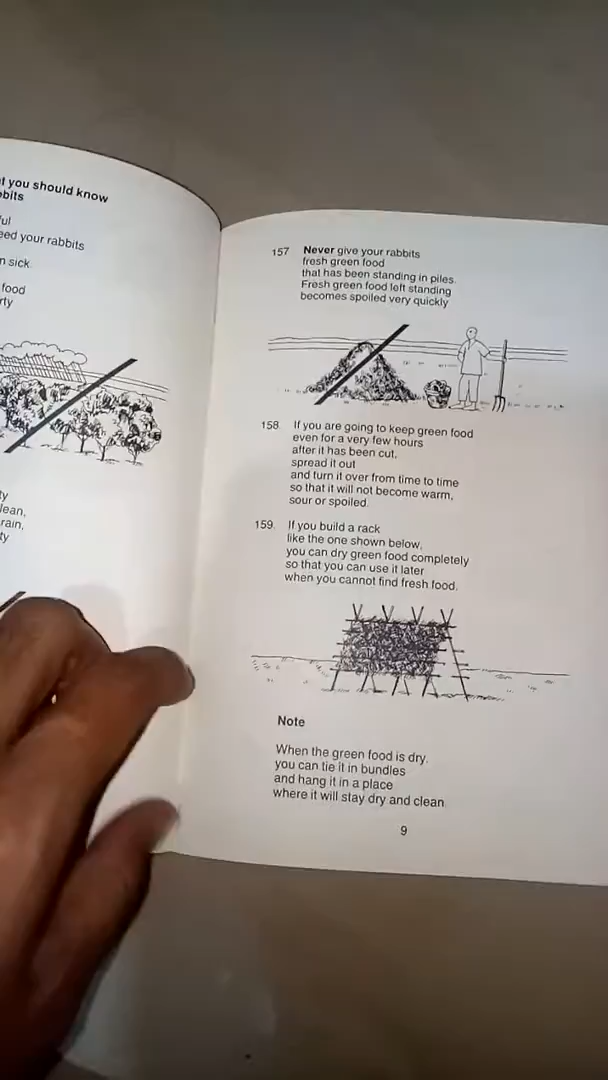 t you should know
bits
ful
eed your rabbits
n sick.
food
rty
ty
lean,
rain,
ty
157 Never give your rabbits
fresh green food
that has been standing in piles.
Fresh green food left standing
becomes spoiled very quickly
158. If you are going to keep green food
even for a very few hours
after it has been cut,
spread it out
and turn it over from time to time
so that it will not become warm,
sour or spoiled.
159. If you build a rack
like the one shown below,
you can dry green food completely
so that you can use it later
when you cannot find fresh food.
Note
When the green food is dry,
you can tie it in bundles
and hang it in a place
where it will stay dry and clean.
9